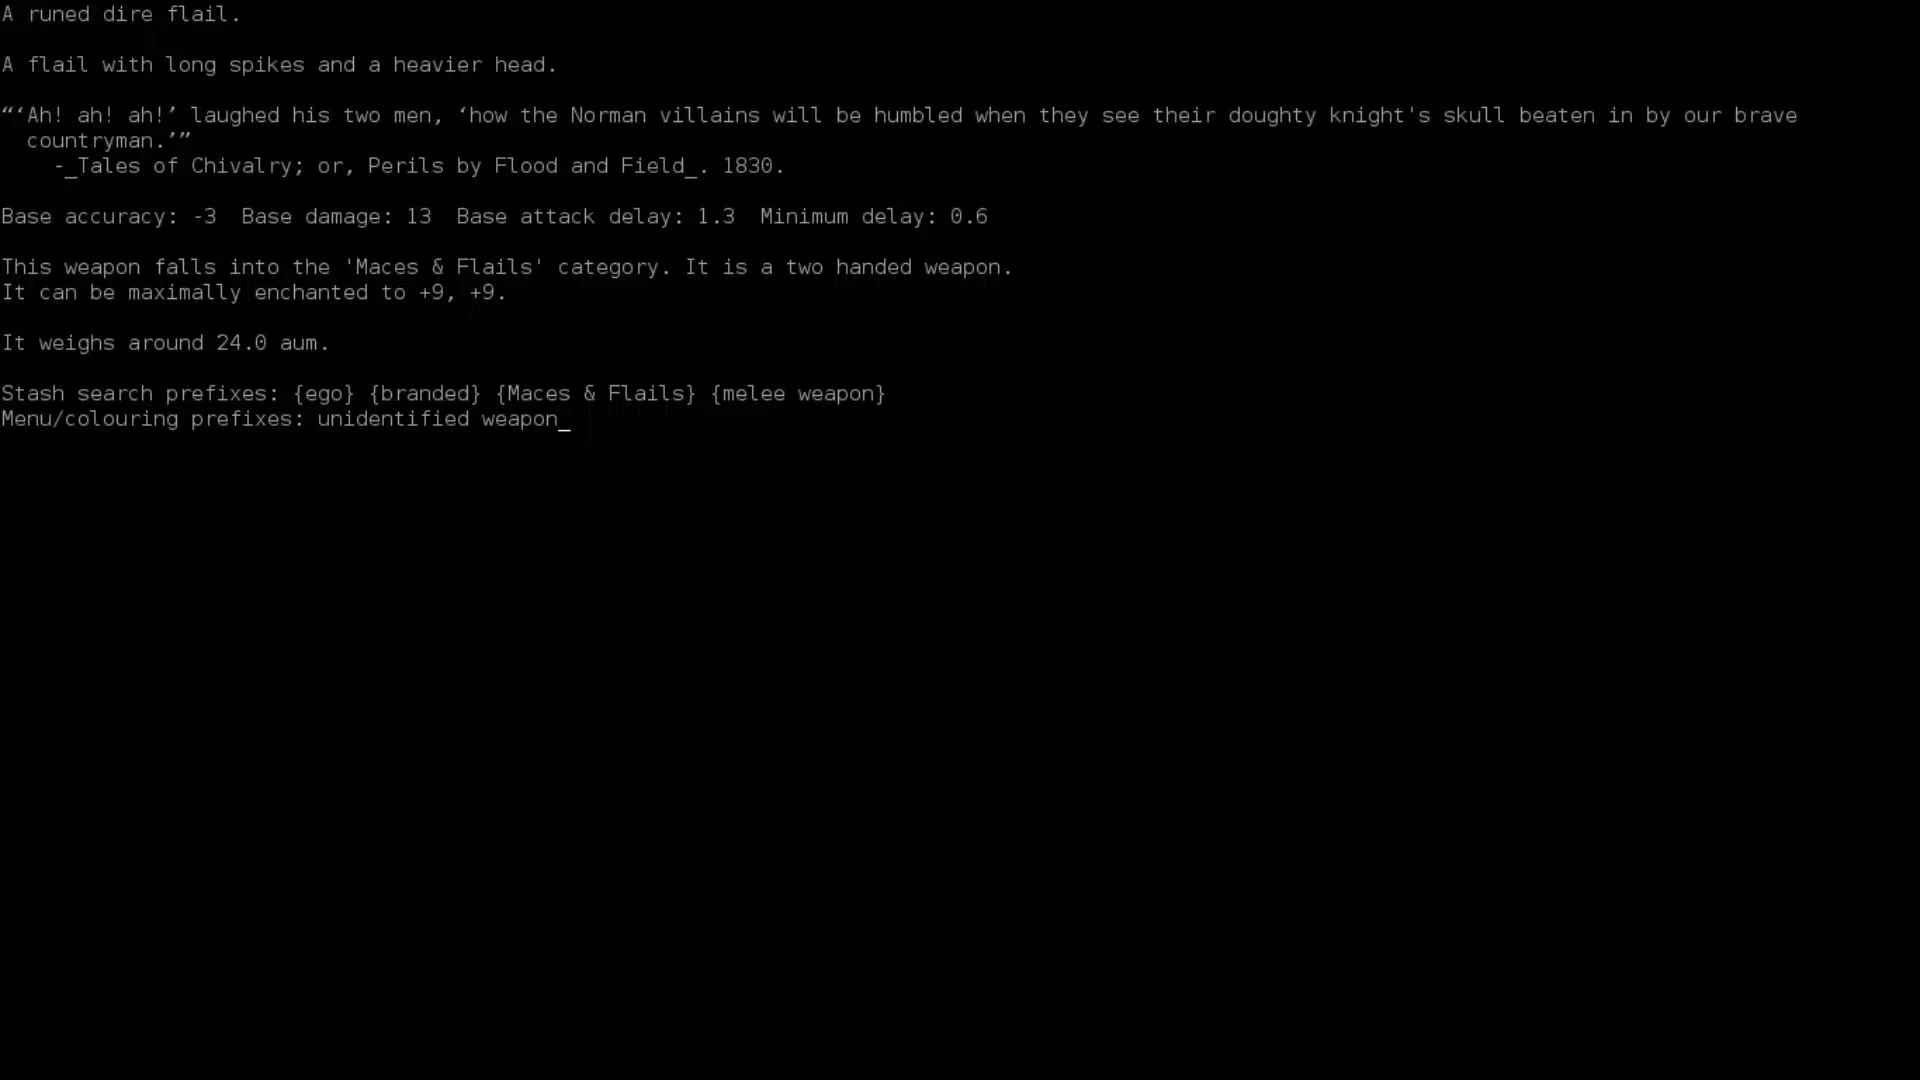 A runed dire flail.
A flail with long spikes and a heavier head.
“‘Ah! ah! ah!’ laughed his two men, ‘how the Norman villains will be humbled when they see their doughty knight's skull beaten in by our brave
countryman.’”
-_Tales of Chivalry; or, Perils by Flood and Field_. 1830.
Base accuracy: -3  Base damage: 13  Base attack delay: 1.3  Minimum delay: 0.6
This weapon falls into the 'Maces & Flails' category. It is a two handed weapon.
It can be maximally enchanted to +9, +9.
It weighs around 24.0 aum.
Stash search prefixes: {ego} {branded} {Maces & Flails} {melee weapon}
Menu/colouring prefixes: unidentified weapon_